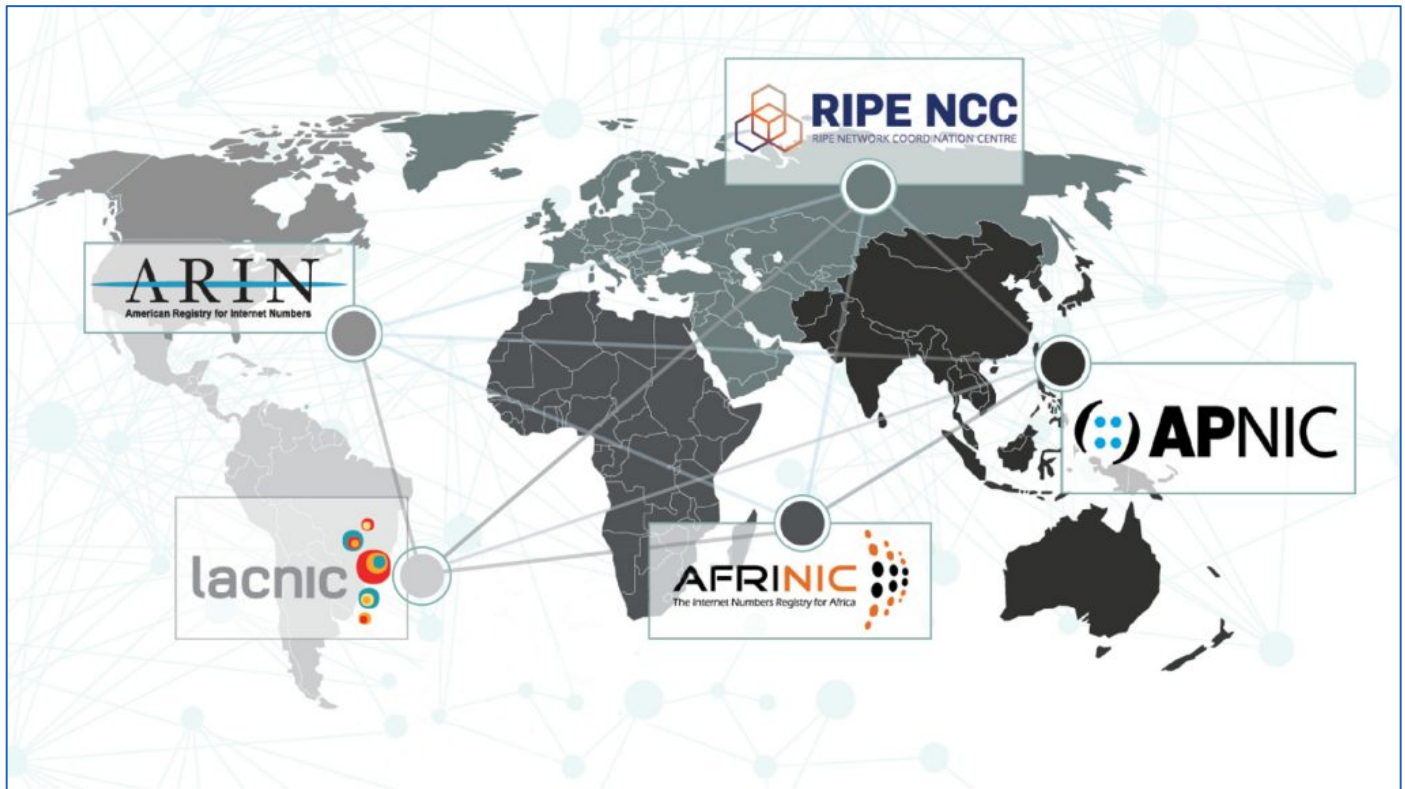 RIPE NCC
RIPE NETWORK COORDINATION CENTRE
ARIN
American Registry for Internet Numbers
APNIC
lacnic
AFRINIC
The Internet Numbers Registry for Africa